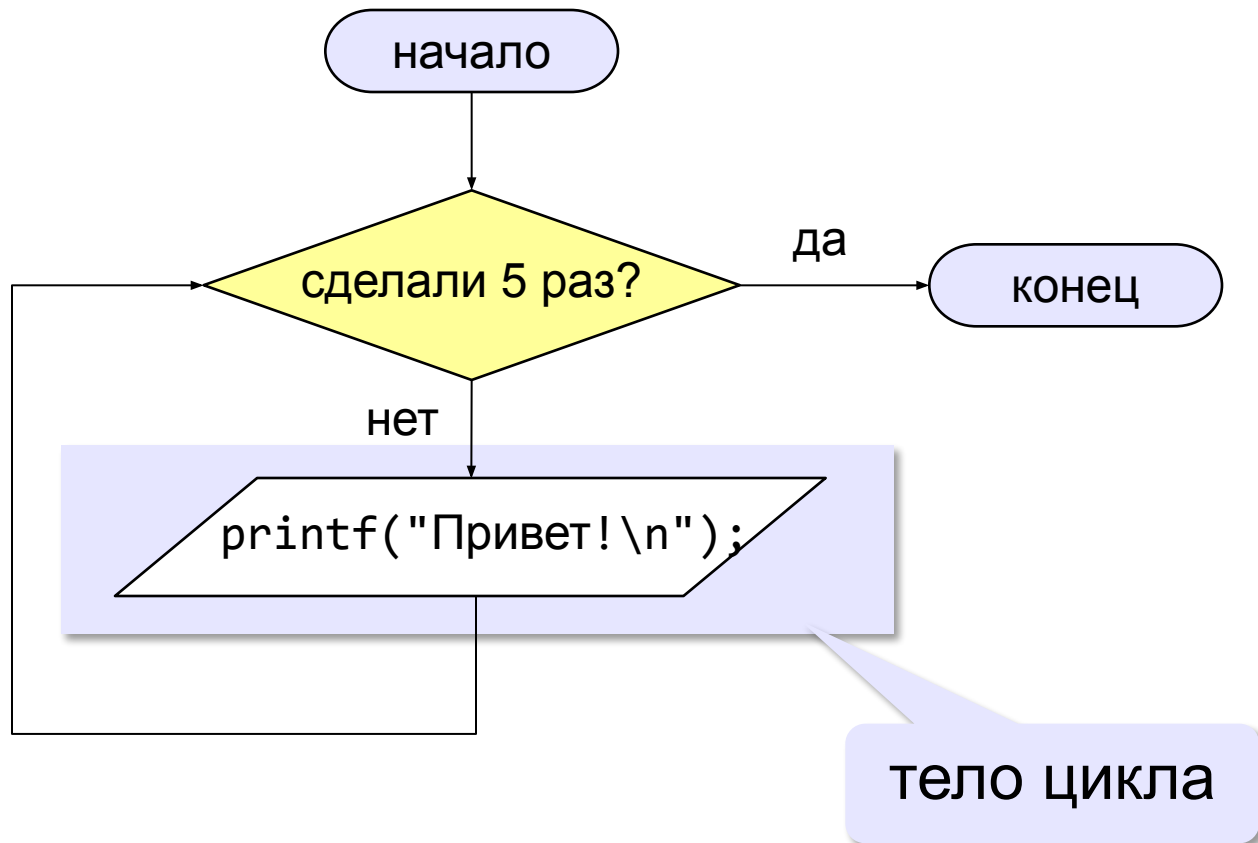 начало
сделали 5 раз?
да
конец
нет
printf("Привет!\n");
тело цикла